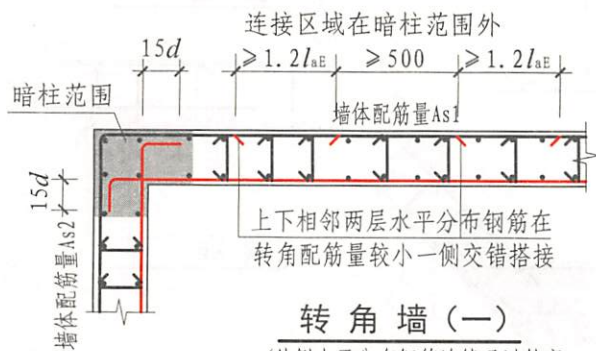 连接区域在暗柱范围外
15d
≥1.2laE
≥500
≥1.2laE
暗柱范围
墙体配筋量As1
15d
墙体配筋量As2
上下相邻两层水平分布钢筋在
转角配筋量较小一侧交错搭接
转角墙(一)